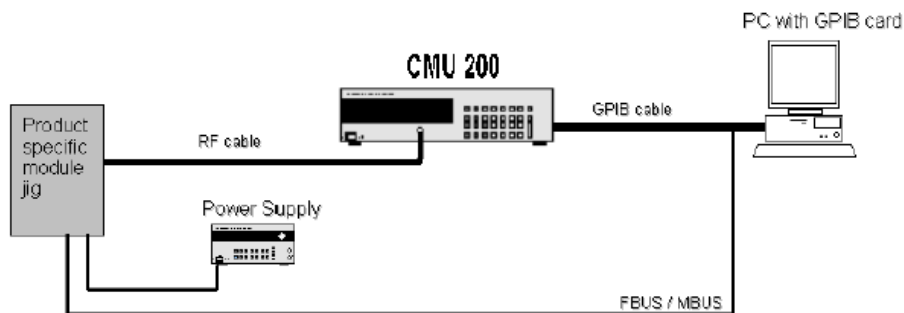 PC with GPIB card
CMU 200
GPIB cable
Product
specific
module
jig
RF cable
Power Supply
FBUS / MBUS